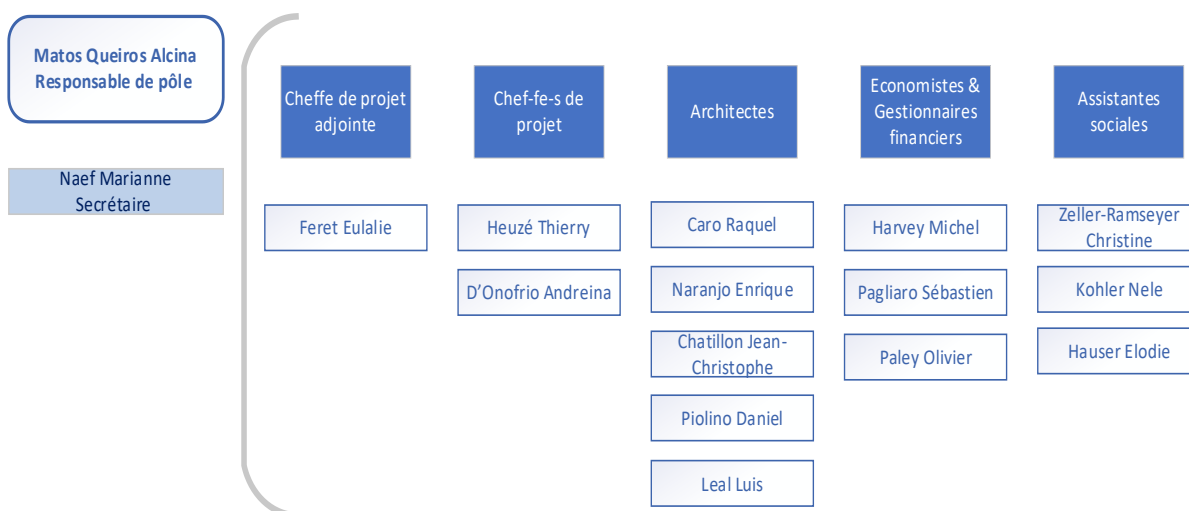 Matos Queiros Alcina
Responsable de pôle
Naef Marianne
Secrétaire
Cheffe de projet
adjointe
Feret Eulalie
Chef-fe-s de
projet
Heuzé Thierry
D’Onofrio Andreina
Architectes
Caro Raquel
Naranjo Enrique
Chatillon Jean-
Christophe
Piolino Daniel
Leal Luis
Economistes &
Gestionnaires
financiers
Harvey Michel
Pagliaro Sébastien
Paley Olivier
Assistantes
sociales
Zeller-Ramseyer
Christine
Kohler Nele
Hauser Elodie